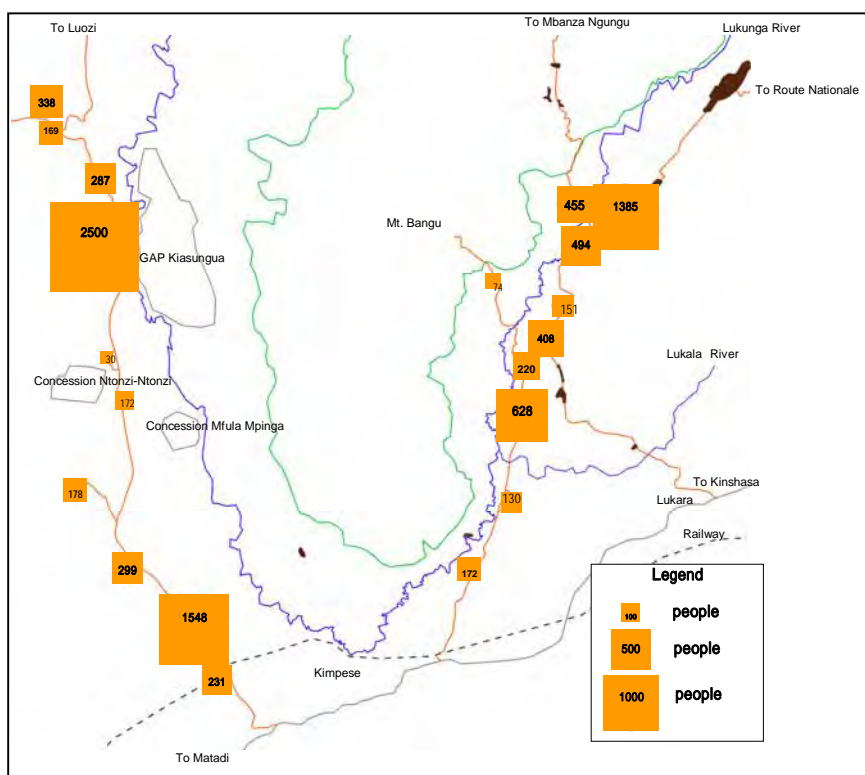 To Luozi
To Mbanza Ngungu
Lukunga River
To Route Nationale
338
169
287
2500
GAP Kiasungua
455
1385
Mt. Bangu
494
74
151
408
30
220
Lukala River
Concession Ntonzi-Ntonzi
172
628
Concession Mfula Mpinga
178
130
To Kinshasa
Lukara
Railway
299
172
Legend
100 people
500 people
1000 people
1548
Kimpese
231
To Matadi